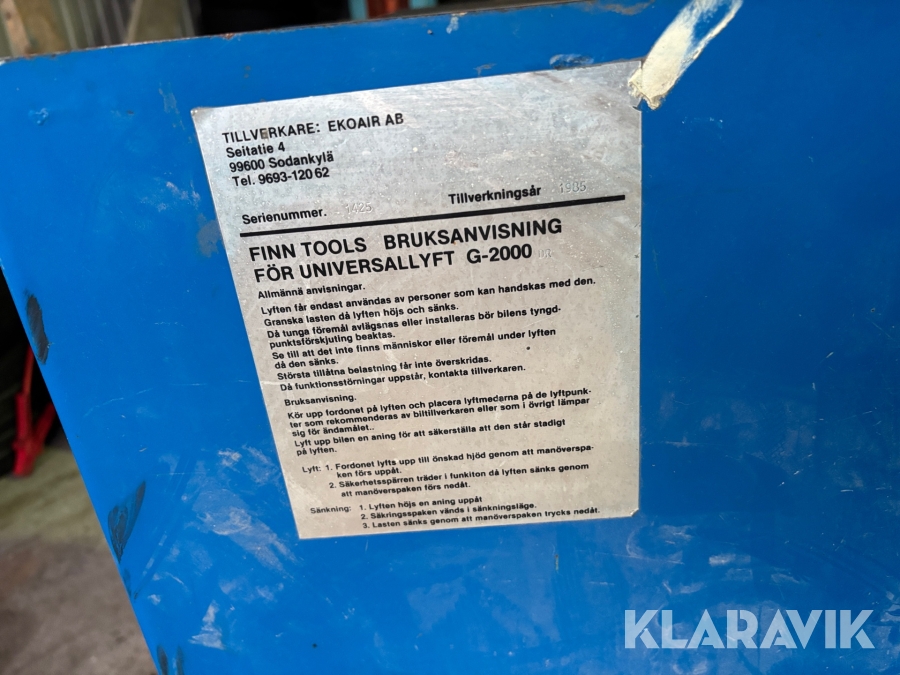 TILLVERKARE: EKOAIR AB
Seitatie 4
99600 Sodankylä
Tel. 9693-120 62
Serienummer. 1425 Tillverkningsår 1985
FINN TOOLS BRUKSANVISNING
FÖR UNIVERSALLYFT G-2000
Allmänna anvisningar.
Lyften får endast användas av personer som kan handskas med den.
Granska lasten då lyften höjs och sänks.
Då tunga föremål avlägsnas eller installeras bör bilens tyngd-
punktsförskjuting beaktas.
Se till att det inte finns människor eller föremål under lyften
då den sänks.
Största tillåtna belastning får inte överskridas.
Då funktionsstörningar uppstår, kontakta tillverkaren.
Bruksanvisning.
Kör upp fordonet på lyften och placera lyftmederna på de lyftpunk-
ter som rekommenderas av biltillverkaren eller som i övrigt lämpar
sig för ändamålet..
Lyft upp bilen en aning för att säkerställa att den står stadigt
på lyften.
Lyft: 1. Fordonet lyfts upp till önskad hjöd genom att manöverspa-
ken förs uppåt.
2. Säkerhetsspärren träder i funkiton då lyften sänks genom
att manöverspaken förs nedåt.
Sänkning: 1. Lyften höjs en aning uppåt
2. Säkringsspaken vänds i sänkningsläge.
3. Lasten sänks genom att manöverspaken trycks nedåt.
KLARAVIK